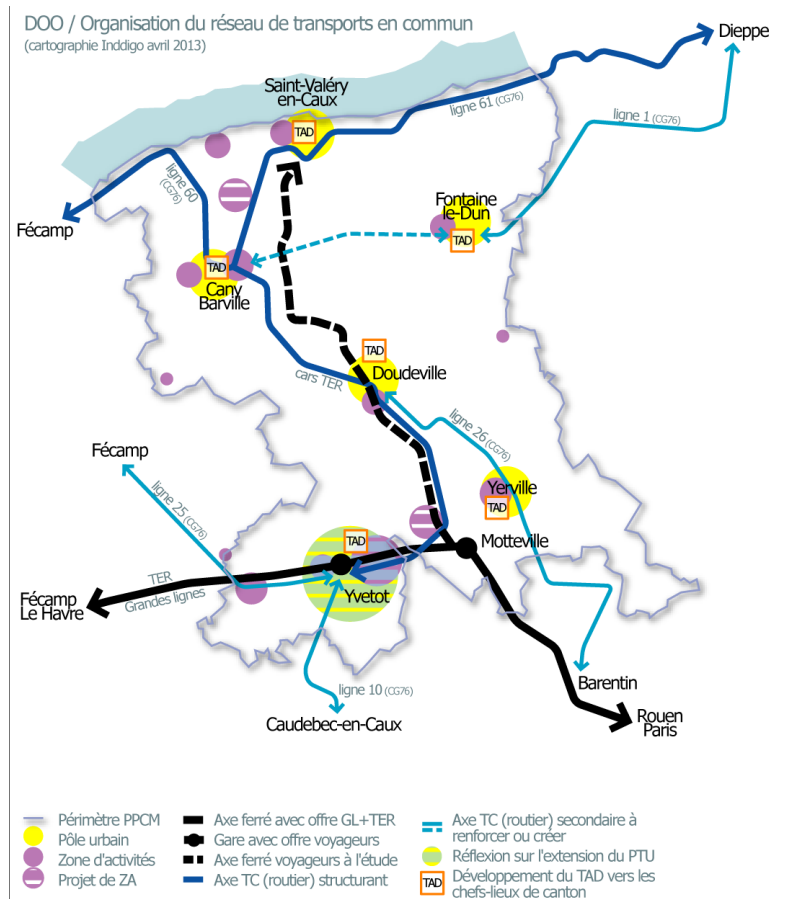 DOO / Organisation du réseau de transports en commun
(cartographie Inddigo avril 2013)
Dieppe
Saint-Valéry
en-Caux
TAD
ligne 61 (CG76)
ligne 1 (CG76)
ligne 60
(CG76)
Fécamp
Fontaine
le-Dun
TAD
TAD
Cany
Barville
TAD
Doudeville
cars TER
ligne 26 (CG76)
Fécamp
ligne 25 (CG76)
Yerville
TAD
TAD
Motteville
TER
Grandes lignes
Fécamp
Le Havre
Yvetot
ligne 10 (CG76)
Barentin
Caudebec-en-Caux
Rouen
Paris
Périmètre PPCM
Pôle urbain
Zone d'activités
Projet de ZA
Axe ferré avec offre GL+TER
Gare avec offre voyageurs
Axe ferré voyageurs à l'étude
Axe TC (routier) structurant
Axe TC (routier) secondaire à
renforcer ou créer
Réflexion sur l'extension du PTU
TAD
Développement du TAD vers les
chefs-lieux de canton